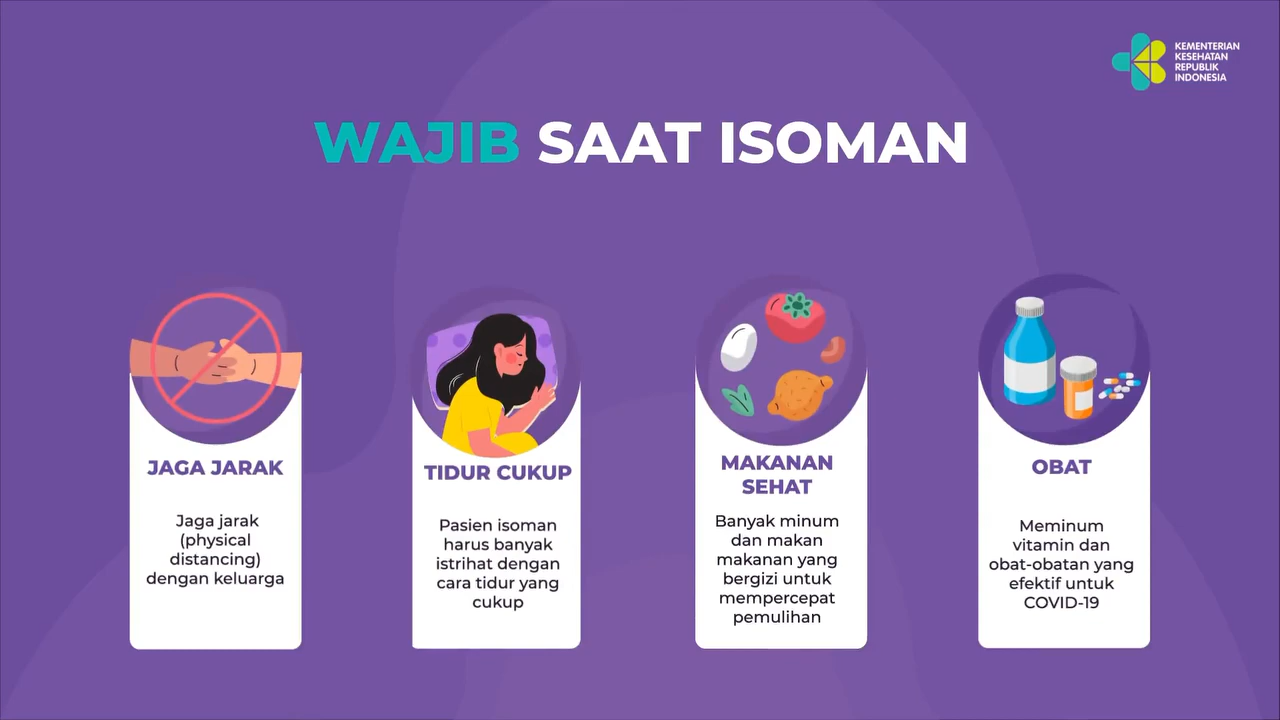 KEMENTERIAN
KESEHATAN
REPUBLIK
INDONESIA
WAJIB SAAT ISOMAN
JAGA JARAK
Jaga jarak
(physical
distancing)
dengan keluarga
TIDUR CUKUP
Pasien isoman
harus banyak
istrihat dengan
cara tidur yang
cukup
MAKANAN
SEHAT
Banyak minum
dan makan
makanan yang
bergizi untuk
mempercepat
pemulihan
OBAT
Meminum
vitamin dan
obat-obatan yang
efektif untuk
COVID-19